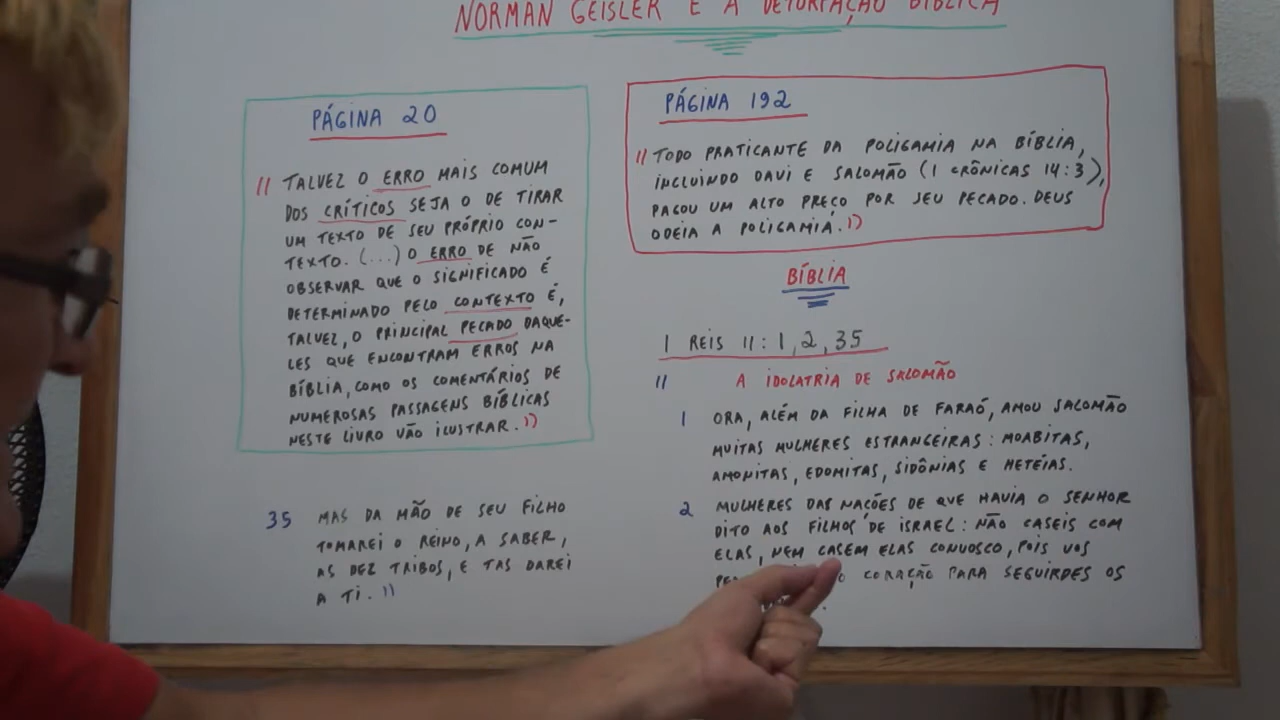 NORMAN GEISLER E A DETURPAÇÃO BÍBLICA
PÁGINA 20
" TALVEZ O ERRO MAIS COMUM
DOS CRÍTICOS SEJA O DE TIRAR
UM TEXTO DE SEU PRÓPRIO CON-
TEXTO. (...) O ERRO DE NÃO
OBSERVAR QUE O SIGNIFICADO É
DETERMINADO PELO CONTEXTO É,
TALVEZ, O PRINCIPAL PECADO DAQUE-
LES QUE ENCONTRAM ERROS NA
BÍBLIA, COMO OS COMENTÁRIOS DE
NUMEROSAS PASSAGENS BÍBLICAS
NESTE LIVRO VÃO ILUSTRAR."
PÁGINA 192
" TODO PRATICANTE DA POLIGAMIA NA BÍBLIA,
INCLUINDO DAVI E SALOMÃO (1 CRÔNICAS 14:3),
PAGOU UM ALTO PREÇO POR SEU PECADO. DEUS
ODEIA A POLIGAMIA."
BÍBLIA
I REIS 11: 1, 2, 35
" A IDOLATRIA DE SALOMÃO
1 ORA, ALÉM DA FILHA DE FARAÓ, AMOU SALOMÃO
MUITAS MULHERES ESTRANGEIRAS: MOABITAS,
AMONITAS, EDOMITAS, SIDÔNIAS E HETÉIAS.
2 MULHERES DAS NAÇÕES DE QUE HAVIA O SENHOR
DITO AOS FILHOS DE ISRAEL: NÃO CASEIS COM
ELAS, NEM CASEM ELAS CONVOSCO, POIS VOS
O CORAÇÃO PARA SEGUIRDES OS
35 MAS DA MÃO DE SEU FILHO
TOMAREI O REINO, A SABER,
AS DEZ TRIBOS, E TAS DAREI
A TI."